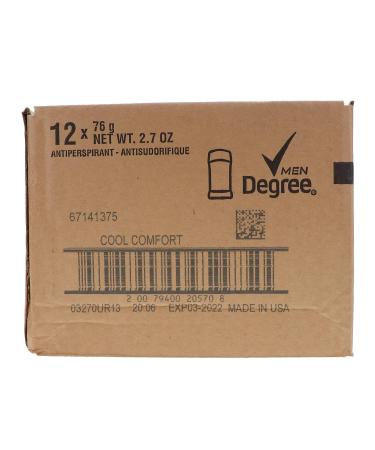 12 x 76 g
NET WT. 2.7 OZ
ANTIPERSPIRANT - ANTISUDORIFIQUE
MEN
Degree®
67141375
COOL COMFORT
2 00 79400 20570 8
03270UR13 20:06 EXP03-2022 MADE IN USA